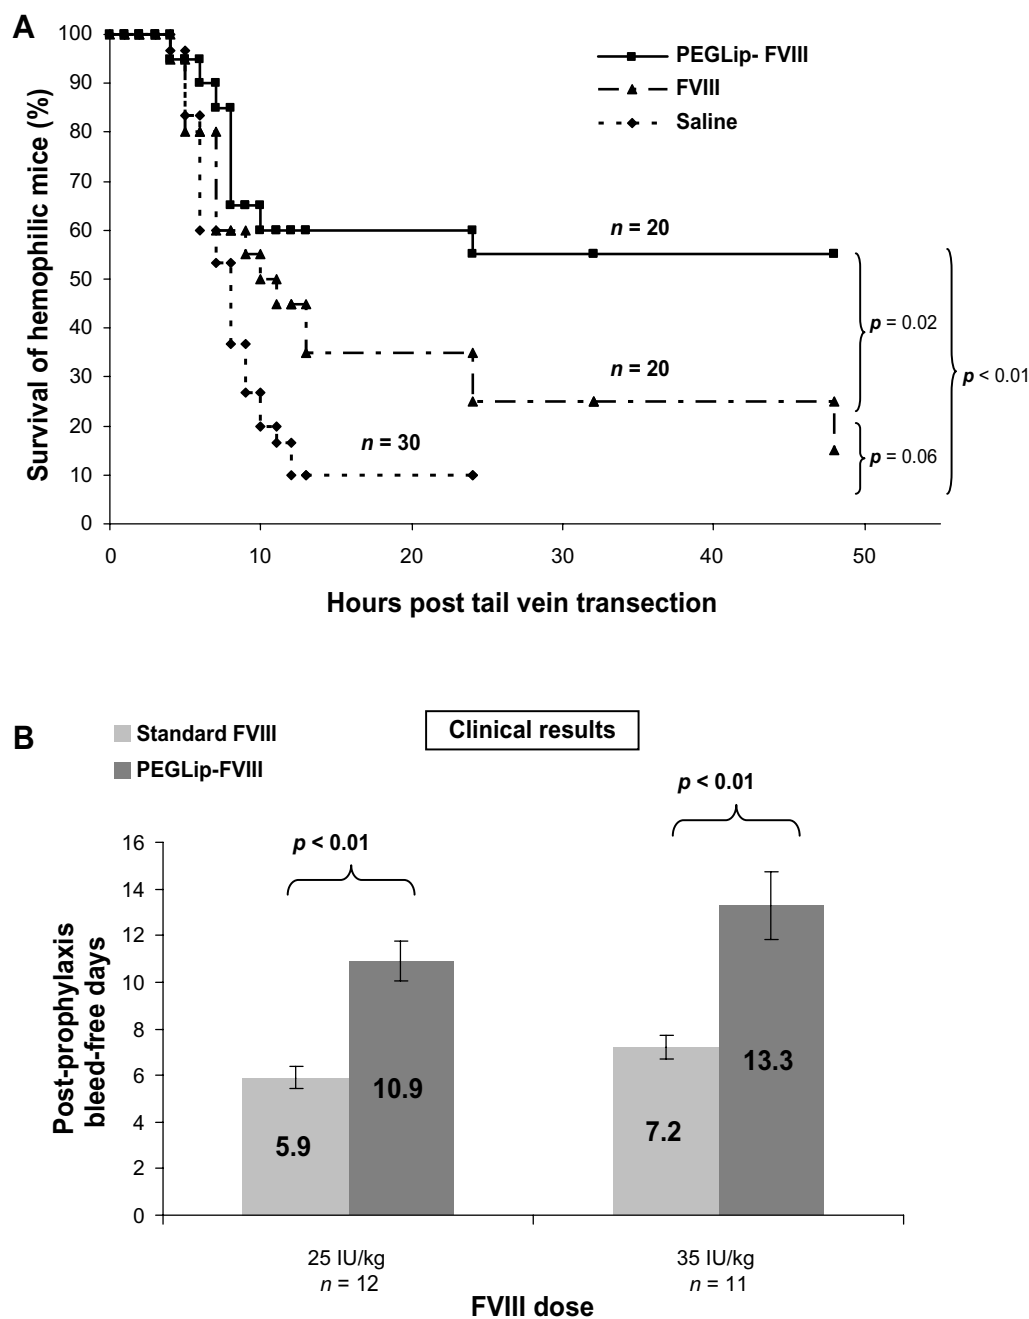 A
Survival of hemophilic mice (%)
100
90
80
70
60
50
40
30
20
10
0
PEGLip- FVIII
FVIII
Saline
n = 20
n = 20
n = 30
p = 0.02
p < 0.01
p = 0.06
0 10 20 30 40 50
Hours post tail vein transection
B
Standard FVIII
PEGLip-FVIII
Clinical results
p < 0.01
p < 0.01
Post-prophylaxis
bleed-free days
16
14
12
10
8
6
4
2
0
5.9
10.9
7.2
13.3
25 IU/kg
n = 12
35 IU/kg
n = 11
FVIII dose